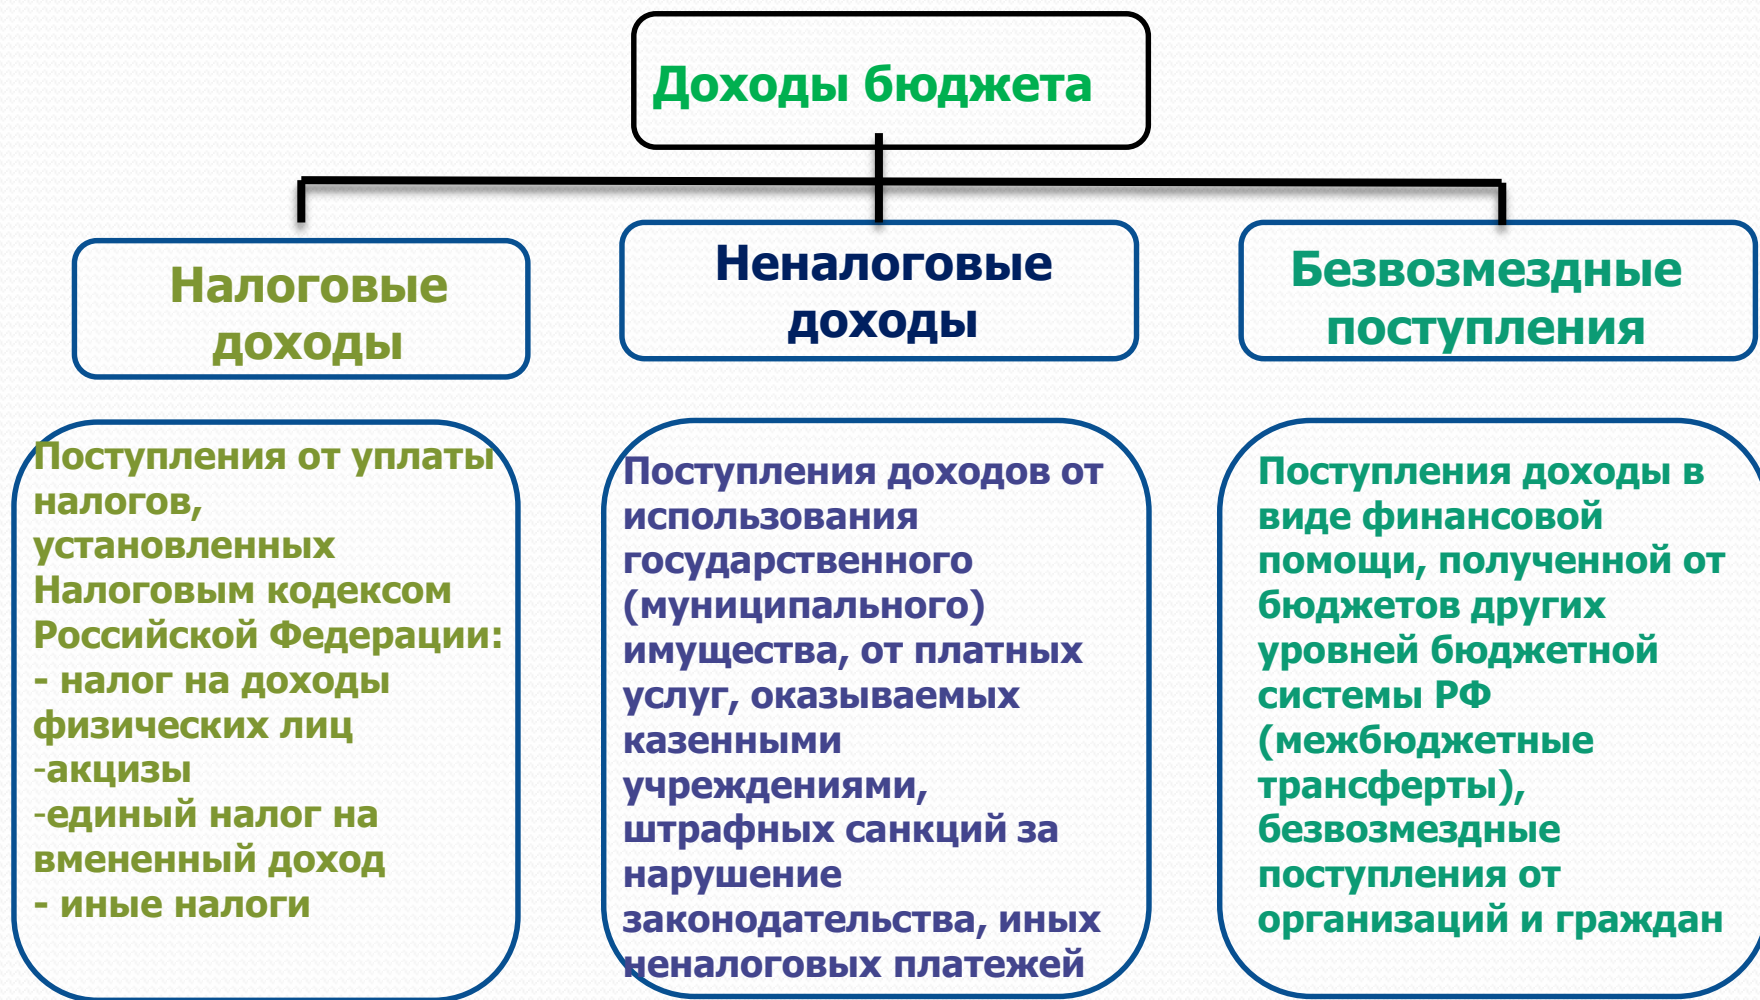 Доходы бюджета
Налоговые
доходы
Неналоговые
доходы
Безвозмездные
поступления
Поступления от уплаты
налогов,
установленных
Налоговым кодексом
Российской Федерации:
- налог на доходы
физических лиц
-акцизы
-единый налог на
вмененный доход
- иные налоги
Поступления доходов от
использования
государственного
(муниципального)
имущества, от платных
услуг, оказываемых
казенными
учреждениями,
штрафных санкций за
нарушение
законодательства, иных
неналоговых платежей
Поступления доходы в
виде финансовой
помощи, полученной от
бюджетов других
уровней бюджетной
системы РФ
(межбюджетные
трансферты),
безвозмездные
поступления от
организаций и граждан